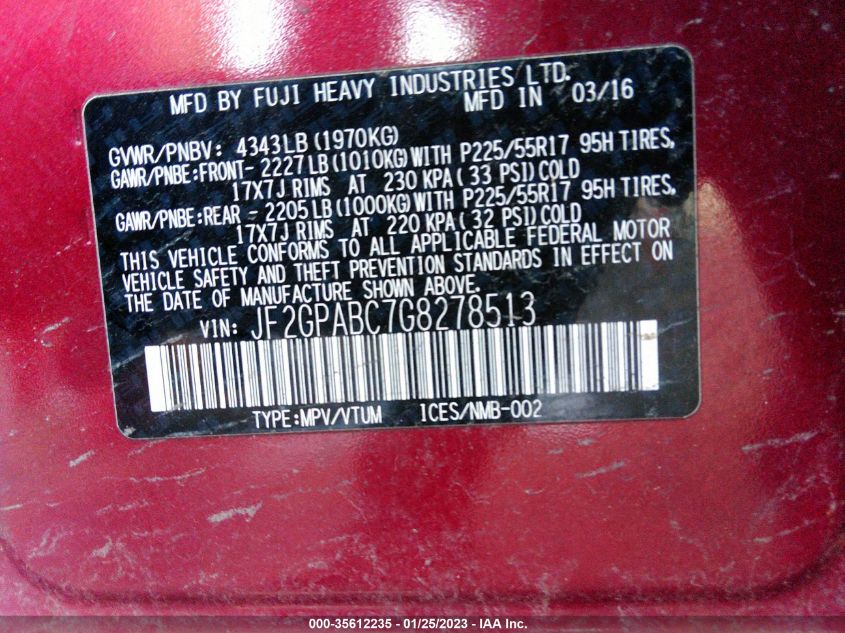 MFD BY FUJI HEAVY INDUSTRIES LTD.
MFD IN 03/16
GVWR/PNBV: 4343LB(1970KG)
GAWR/PNBE:FRONT- 2227LB(1010KG)WITH P225/55R17 95H TIRES,
17X7J RIMS AT 230 KPA(33 PSI)COLD
GAWR/PNBE:REAR - 2205LB(1000KG)WITH P225/55R17 95H TIRES,
17X7J RIMS AT 220 KPA(32 PSI)COLD
THIS VEHICLE CONFORMS TO ALL APPLICABLE FEDERAL MOTOR
VEHICLE SAFETY AND THEFT PREVENTION STANDARDS IN EFFECT ON
THE DATE OF MANUFACTURE SHOWN ABOVE.
VIN: JF2GPABC7G8278513
TYPE:MPV/VTUM ICES/NMB-002
000-35612235 - 01/25/2023 - IAA Inc.